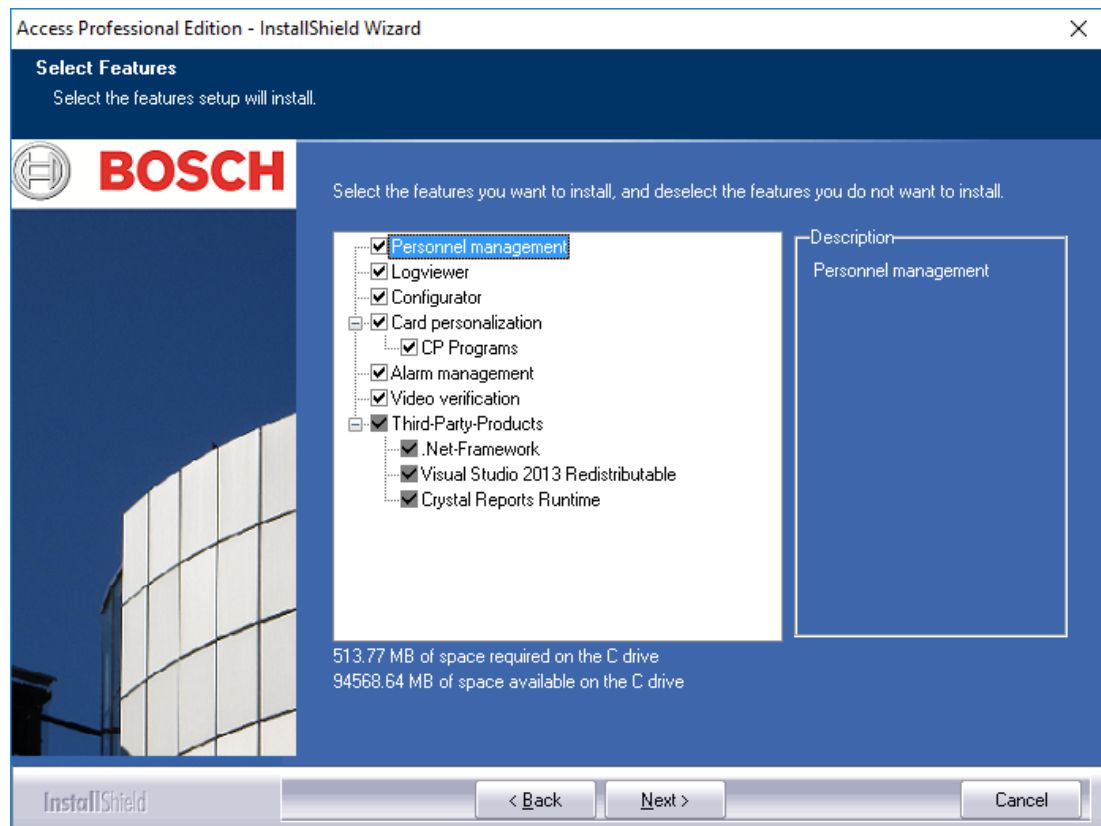 Access Professional Edition - InstallShield Wizard
Select Features
Select the features setup will install.
BOSCH
Select the features you want to install, and deselect the features you do not want to install.
Personnel management
Logviewer
Configurator
Card personalization
CP Programs
Alarm management
Video verification
Third-Party-Products
.Net-Framework
Visual Studio 2013 Redistributable
Crystal Reports Runtime
Description
Personnel management
513.77 MB of space required on the C drive
94568.64 MB of space available on the C drive
InstallShield
< Back
Next >
Cancel